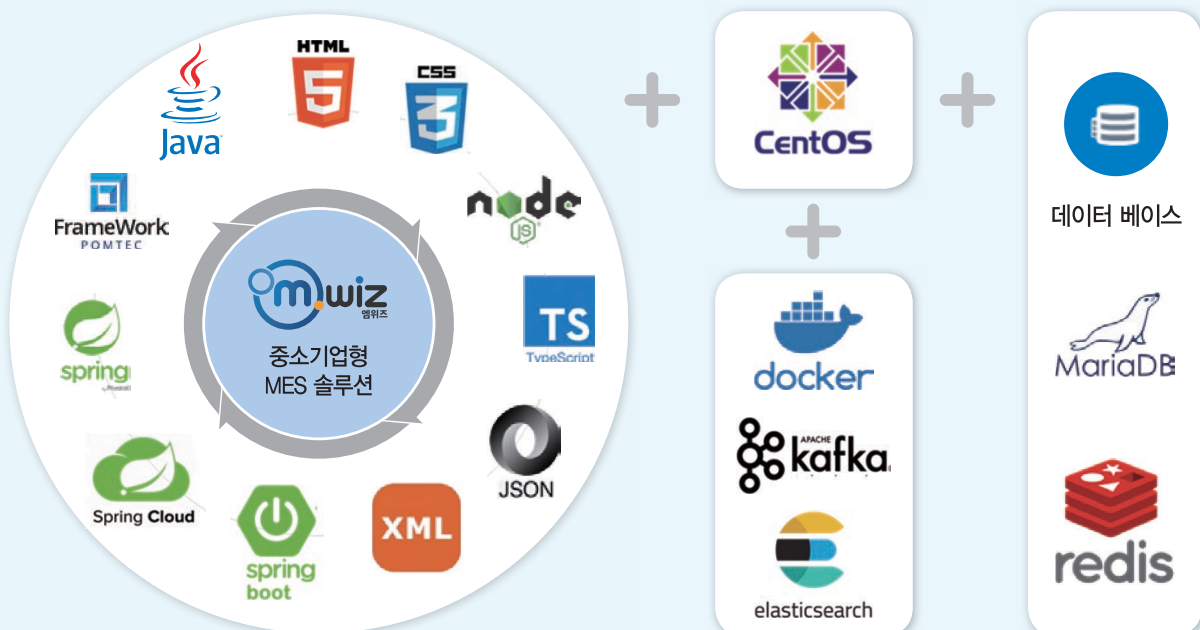 HTML
5
CSS
3
Java
node
JS
FrameWork
POMTEC
TS
TypeScript
spring
m.wiz
엠위즈
중소기업형
MES 솔루션
JSON
Spring Cloud
XML
spring
boot
CentOS
docker
APACHE
kafka
elasticsearch
데이터 베이스
MariaDB
redis